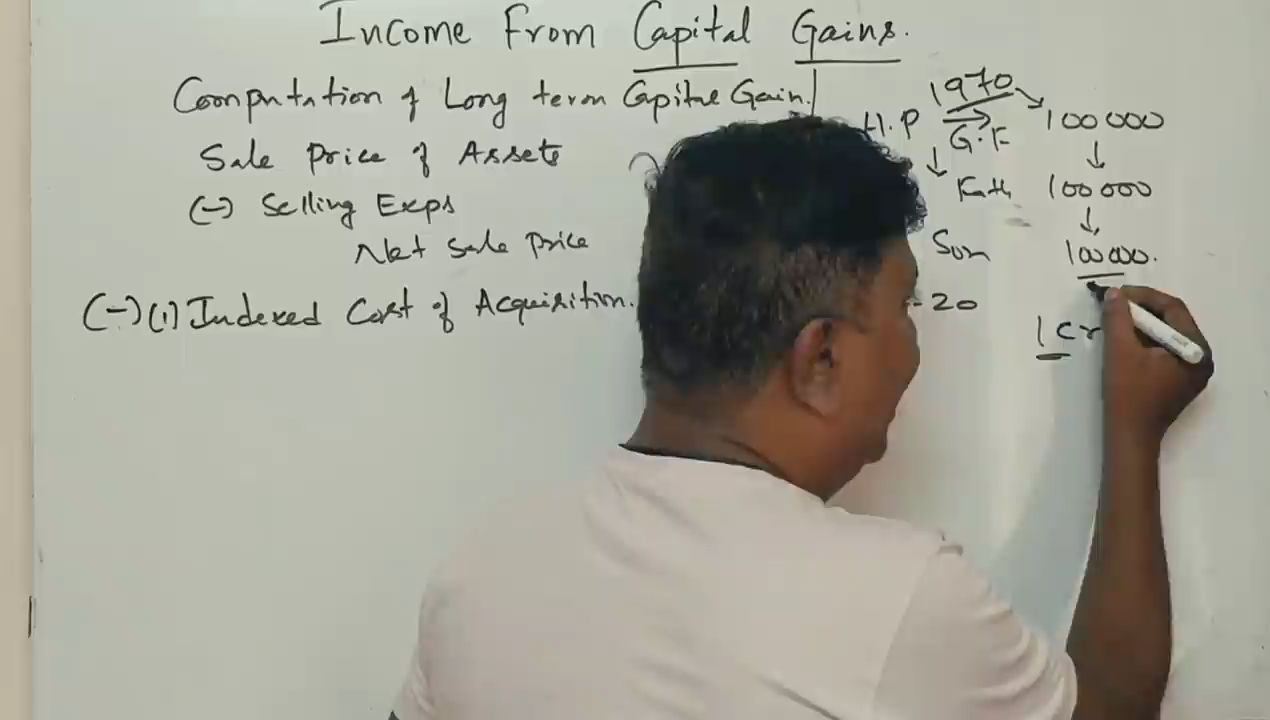 Income From Capital Gains.
Computation of Long term Capital Gain.
Sale Price of Assets
(-) Selling Exps
Net Sale Price
(-) (1) Indexed Cost of Acquisition.
1970 → 100000
H.P G.F
↓ ↓
Fath 100000
↓
Son 100000.
-20
1 cr